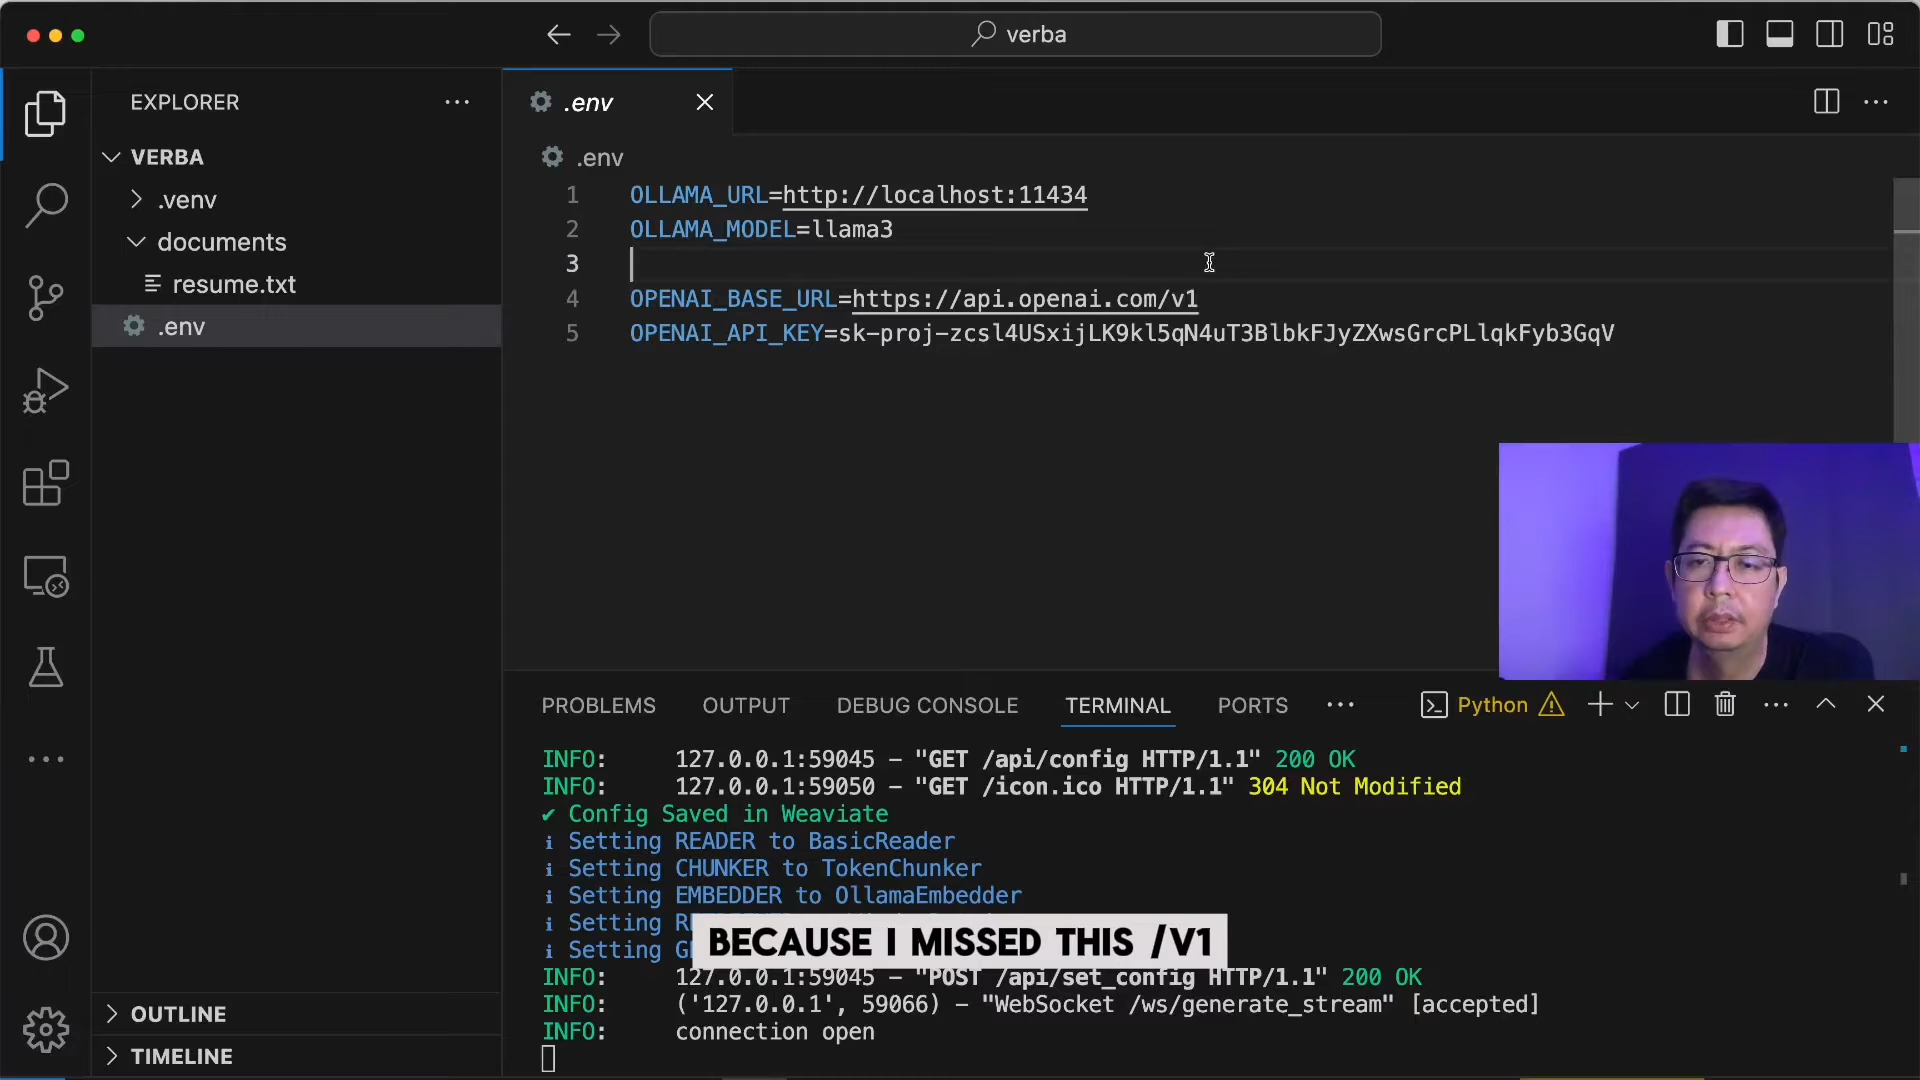 verba
EXPLORER
VERBA
.venv
documents
resume.txt
.env
OUTLINE
TIMELINE
.env
.env
1 OLLAMA_URL=http://localhost:11434
2 OLLAMA_MODEL=llama3
3
4 OPENAI_BASE_URL=https://api.openai.com/v1
5 OPENAI_API_KEY=sk-proj-zcsl4USxijLK9kl5qN4uT3BlbkFJyZXwsGrcPLlqkFyb3GqV
PROBLEMS OUTPUT DEBUG CONSOLE TERMINAL PORTS Python
INFO: 127.0.0.1:59045 – "GET /api/config HTTP/1.1" 200 OK
INFO: 127.0.0.1:59050 – "GET /icon.ico HTTP/1.1" 304 Not Modified
✔ Config Saved in Weaviate
ℹ Setting READER to BasicReader
ℹ Setting CHUNKER to TokenChunker
ℹ Setting EMBEDDER to OllamaEmbedder
ℹ Setting
ℹ Setting
BECAUSE I MISSED THIS /V1
INFO: 127.0.0.1:59045 – "POST /api/set_config HTTP/1.1" 200 OK
INFO: ('127.0.0.1', 59066) – "WebSocket /ws/generate_stream" [accepted]
INFO: connection open